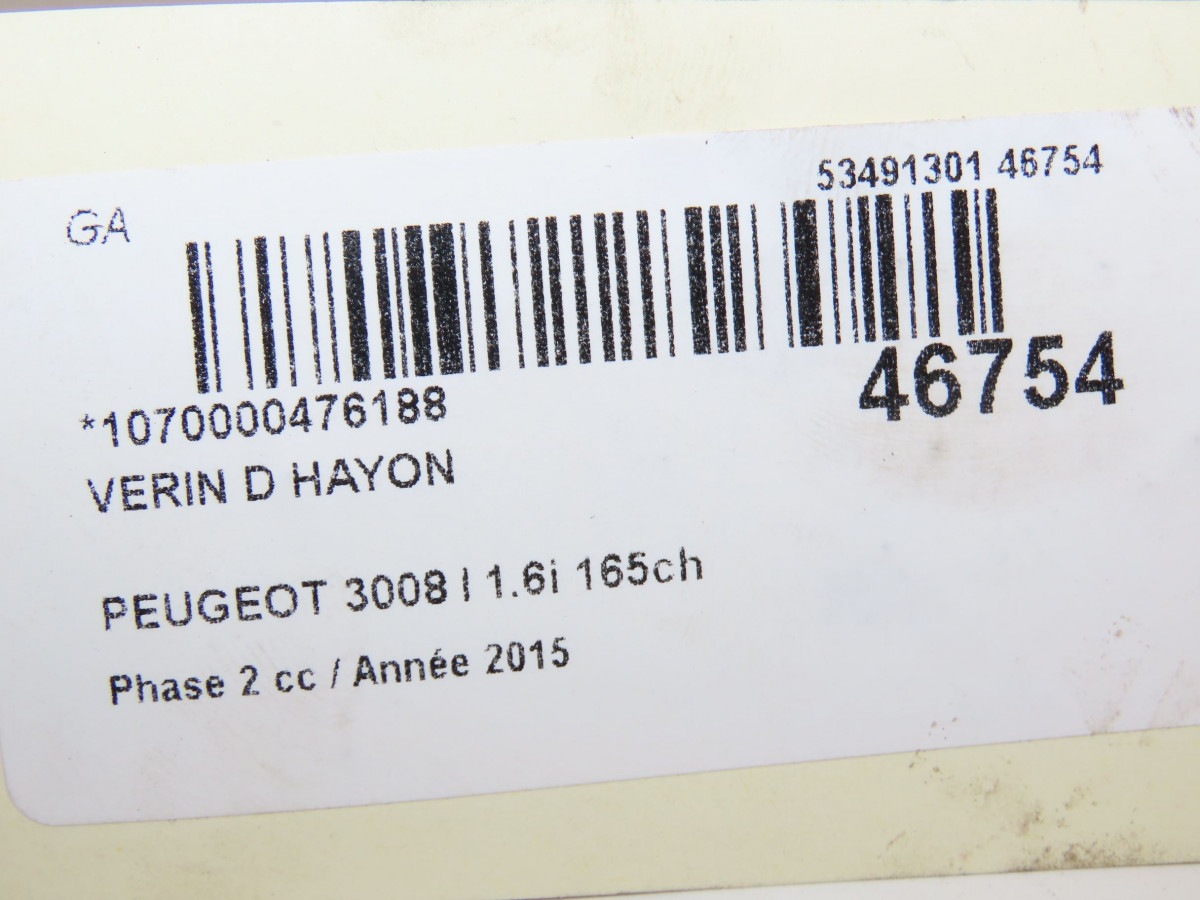 53491301 46754
GA
46754
*1070000476188
VERIN D HAYON
PEUGEOT 3008 I 1.6i 165ch
Phase 2 cc / Année 2015